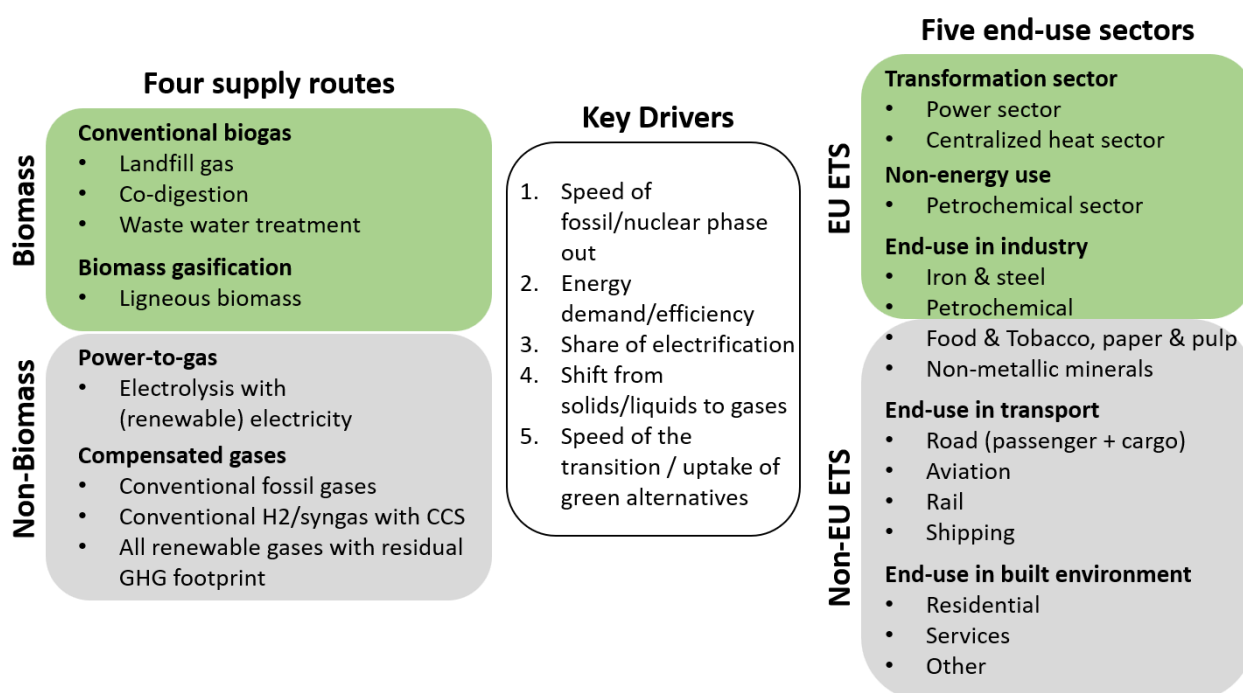 Four supply routes
Biomass
Conventional biogas
• Landfill gas
• Co-digestion
• Waste water treatment
Biomass gasification
• Ligneous biomass
Non-Biomass
Power-to-gas
• Electrolysis with
(renewable) electricity
Compensated gases
• Conventional fossil gases
• Conventional H2/syngas with CCS
• All renewable gases with residual
GHG footprint
Key Drivers
1. Speed of
fossil/nuclear phase
out
2. Energy
demand/efficiency
3. Share of electrification
4. Shift from
solids/liquids to gases
5. Speed of the
transition / uptake of
green alternatives
Five end-use sectors
EU ETS
Transformation sector
• Power sector
• Centralized heat sector
Non-energy use
• Petrochemical sector
End-use in industry
• Iron & steel
• Petrochemical
• Food & Tobacco, paper & pulp
• Non-metallic minerals
Non-EU ETS
End-use in transport
• Road (passenger + cargo)
• Aviation
• Rail
• Shipping
End-use in built environment
• Residential
• Services
• Other